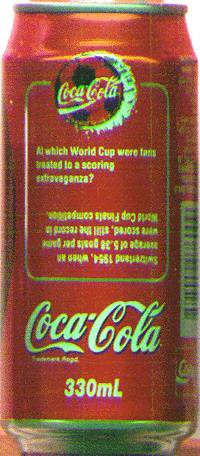 Coca-Cola
At which World Cup were fans
treated to a scoring
extravaganza?
Switzerland 1954, when an
average of 5.38 goals per game
were scored, still the record in
World Cup Finals competition.
Coca-Cola
Trademark Regd.
330mL